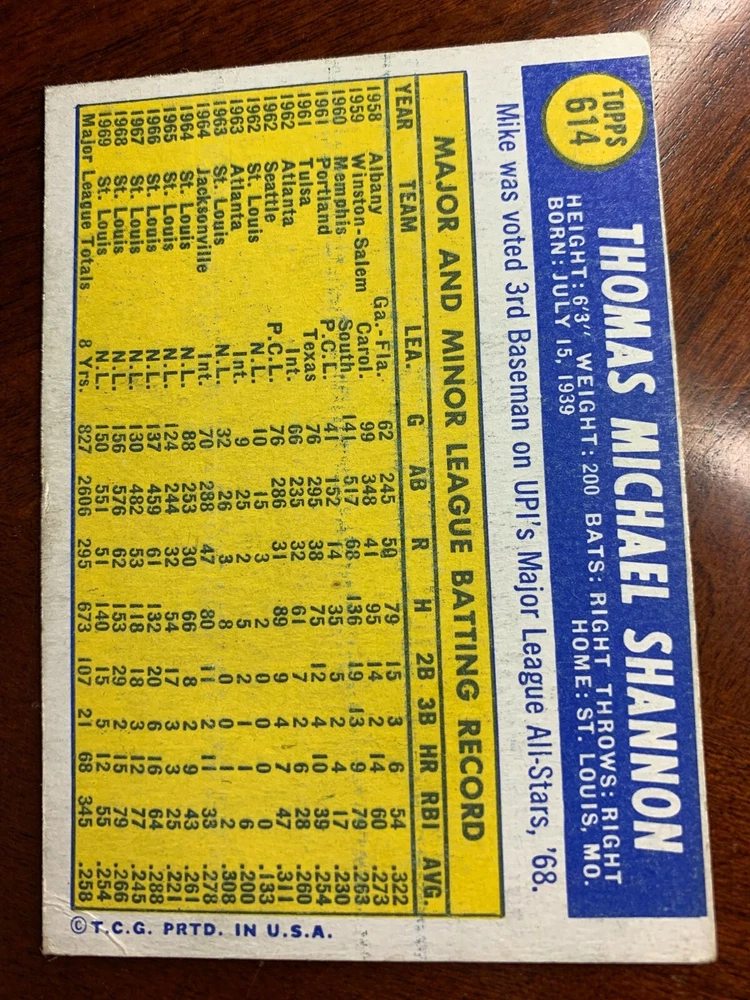 TOPPS
614
THOMAS MICHAEL SHANNON
HEIGHT: 6'3" WEIGHT: 200 BATS: RIGHT THROWS: RIGHT
BORN: JULY 15, 1939 HOME: ST. LOUIS, MO.
Mike was voted 3rd Baseman on UPI's Major League All-Stars, '68.
MAJOR AND MINOR LEAGUE BATTING RECORD
YEAR TEAM LEA. G AB R H 2B 3B HR RBI AVG.
1958 Albany Ga.-Fla. 62 245 50 79 15 3 6 54 .322
1959 Winston-Salem Carol. 99 348 41 95 14 2 14 60 .273
1960 Memphis South. 141 517 68 136 19 13 9 79 .263
1961 Portland P.C.L. 41 152 14 35 5 2 4 17 .230
1961 Tulsa Texas 76 295 38 75 12 4 10 39 .254
1962 Atlanta Int. 66 235 32 61 7 2 6 28 .260
1962 Seattle P.C.L. 76 286 31 89 9 4 7 47 .311
1962 St. Louis N.L. 10 15 3 2 0 0 0 0 .133
1963 Atlanta Int. 9 25 2 5 2 1 1 6 .200
1963 St. Louis N.L. 32 26 3 8 0 0 1 2 .308
1964 Jacksonville Int. 70 288 47 80 11 2 11 33 .278
1964 St. Louis N.L. 88 253 30 66 8 2 9 43 .261
1965 St. Louis N.L. 124 244 32 54 17 3 3 25 .221
1966 St. Louis N.L. 137 459 61 132 20 6 16 64 .288
1967 St. Louis N.L. 130 482 53 118 18 3 12 77 .245
1968 St. Louis N.L. 156 576 62 153 29 2 15 79 .266
1969 St. Louis N.L. 150 551 51 140 15 5 12 55 .254
Major League Totals 8 Yrs. 827 2606 295 673 107 21 68 345 .258
© T.C.G. PRTD. IN U.S.A.